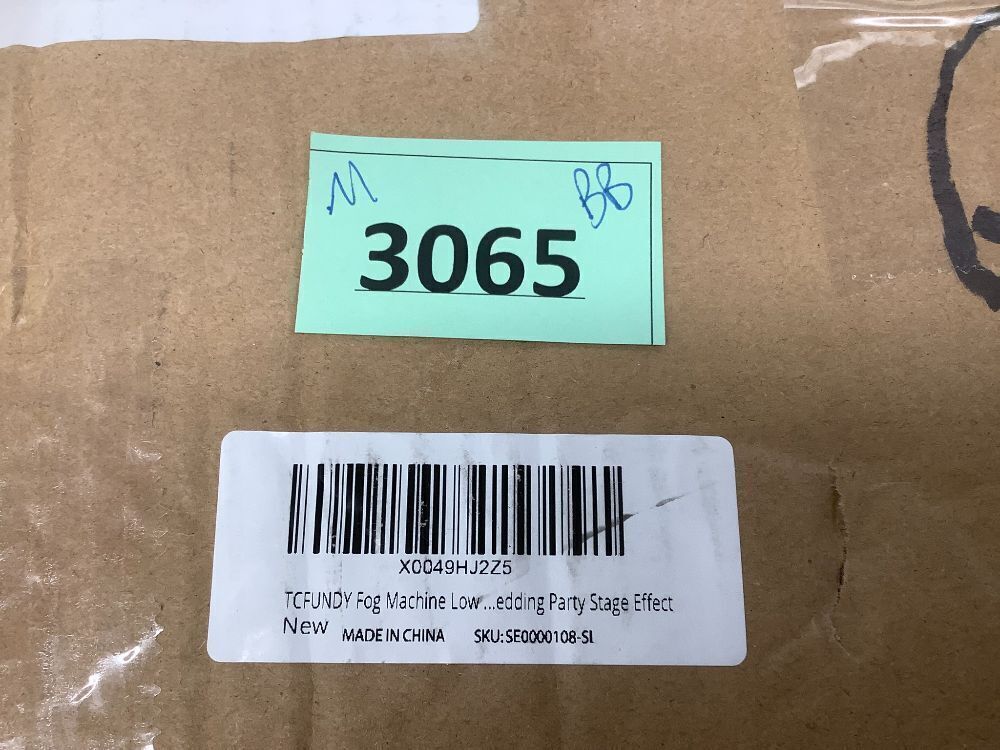 M BB
3065
X0049HJ2Z5
TCFUNDY Fog Machine Low ...edding Party Stage Effect
New MADE IN CHINA SKU: SE0000108-SL